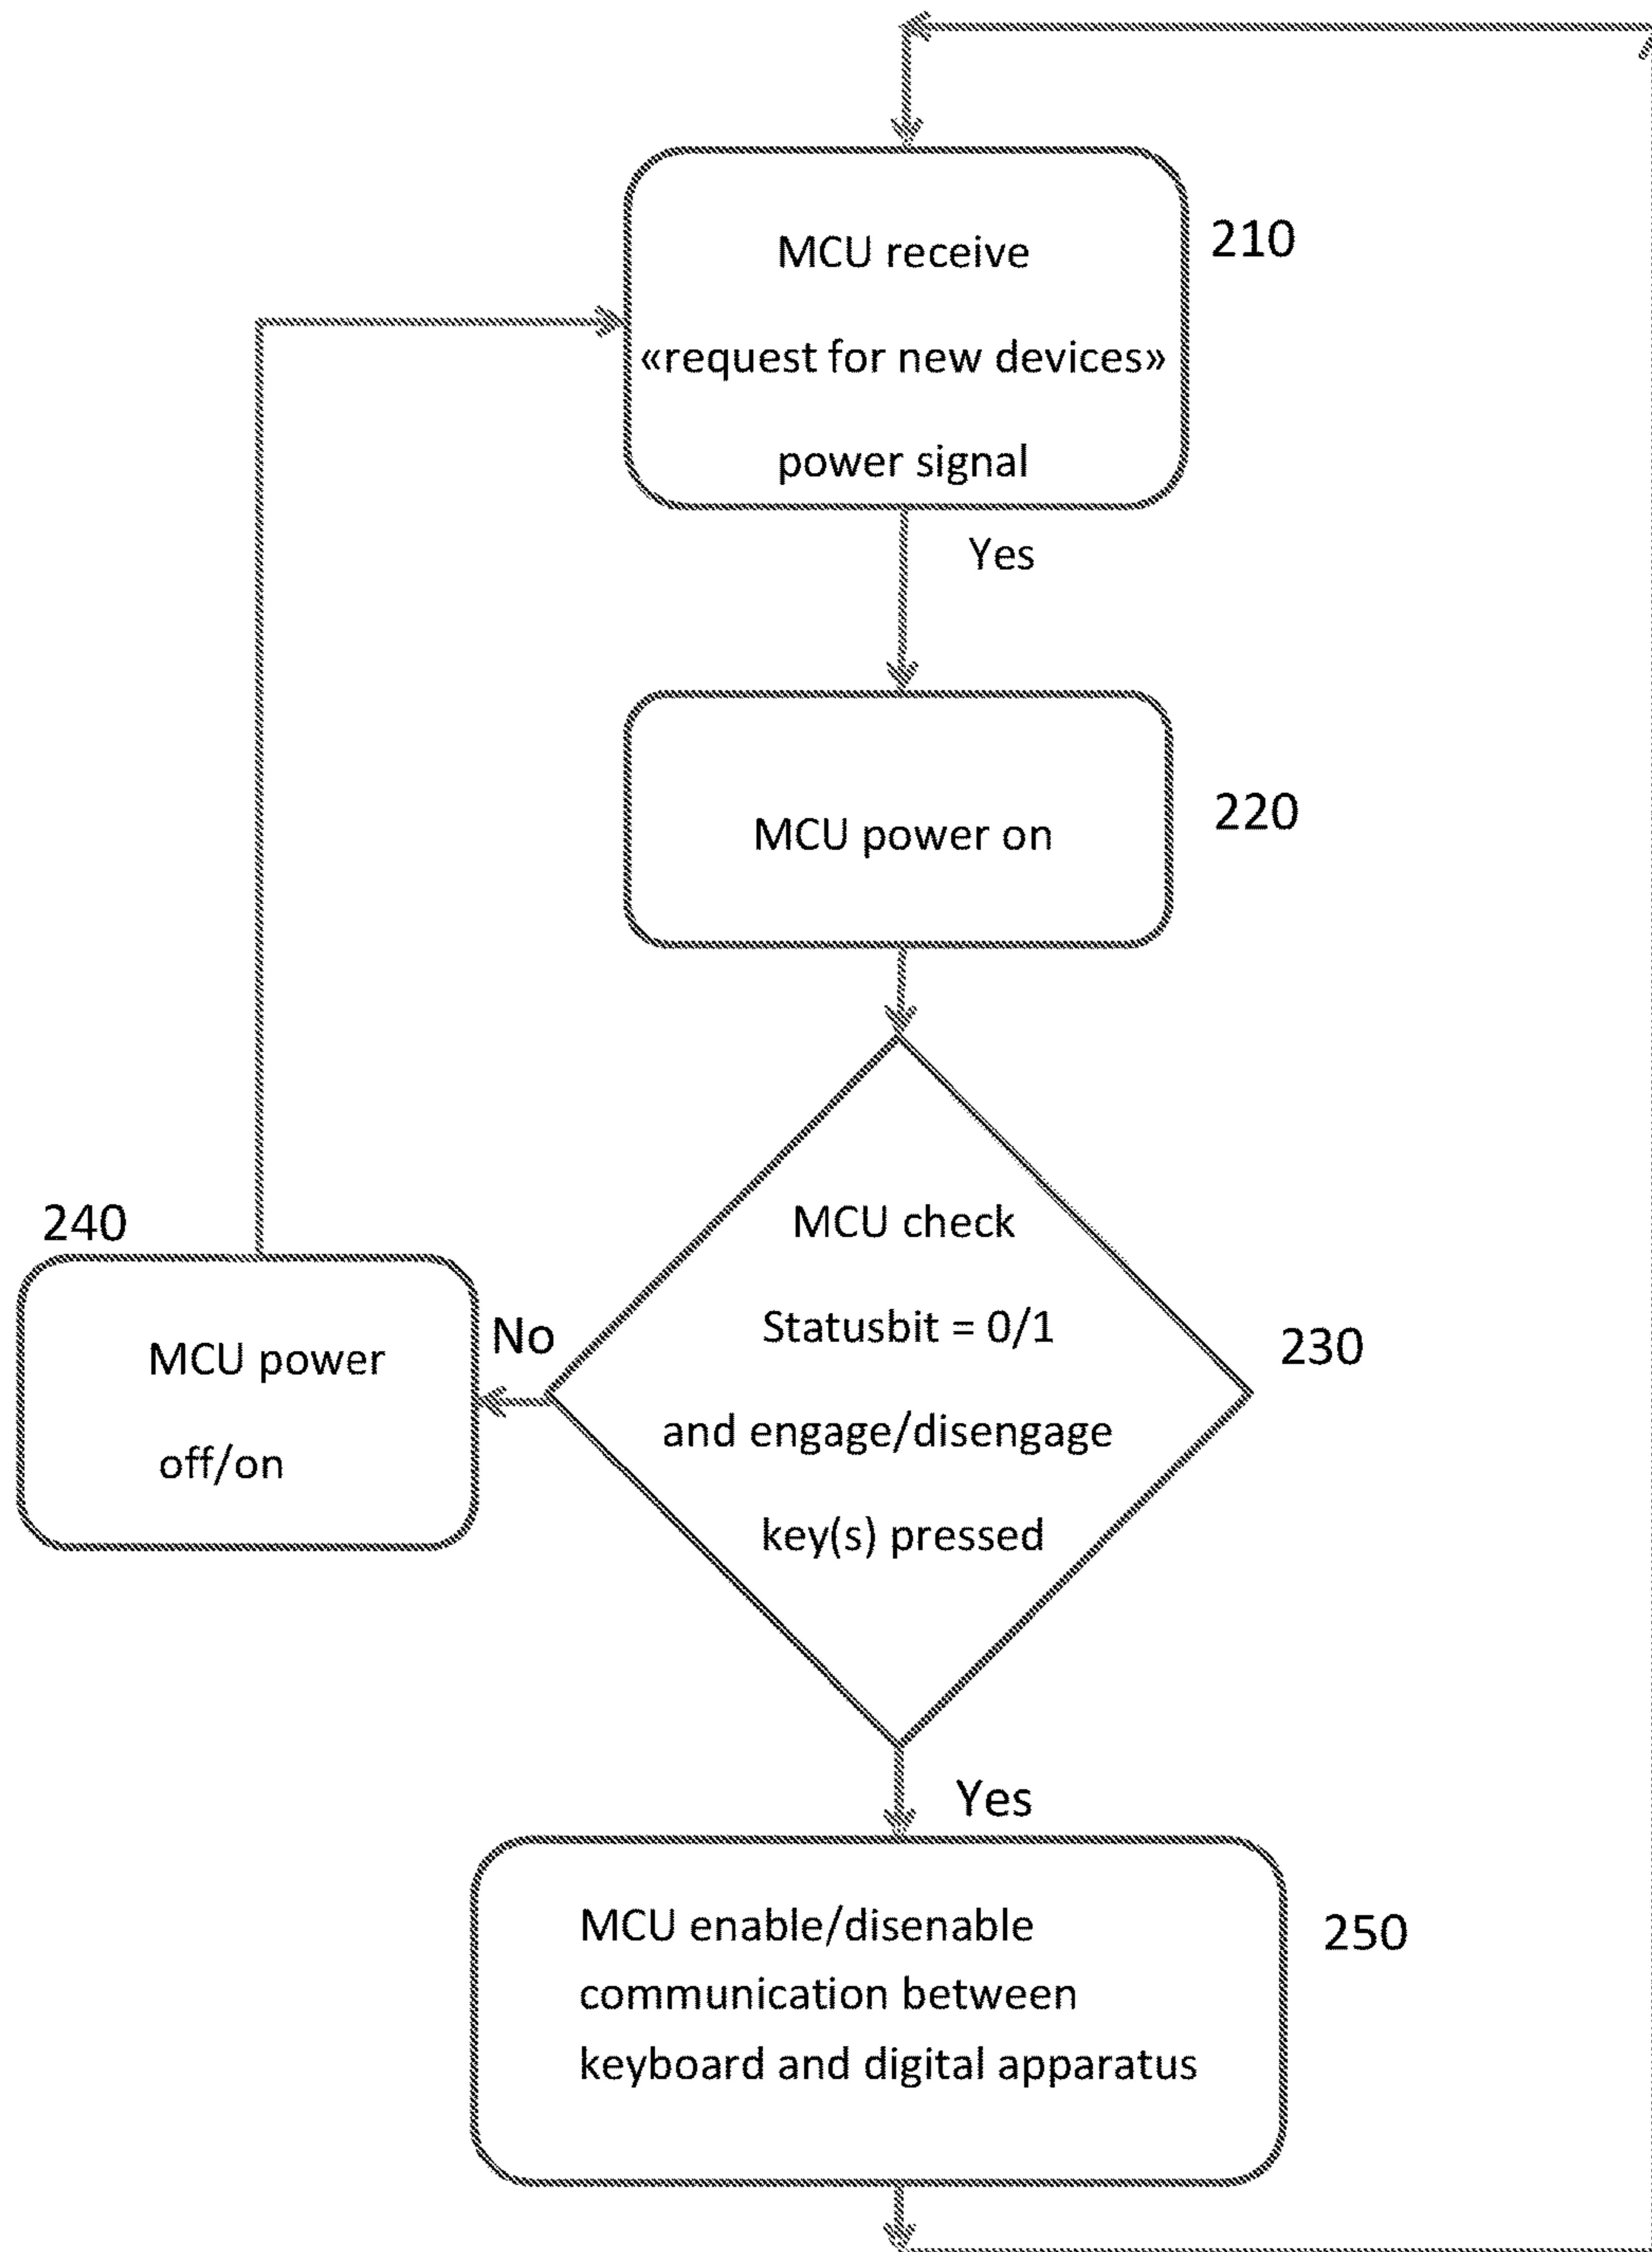 MCU receive
«request for new devices»
power signal
210
Yes
MCU power on
220
MCU check
Statusbit = 0/1
and engage/disengage
key(s) pressed
230
No
240
MCU power
off/on
Yes
MCU enable/disenable
communication between
keyboard and digital apparatus
250